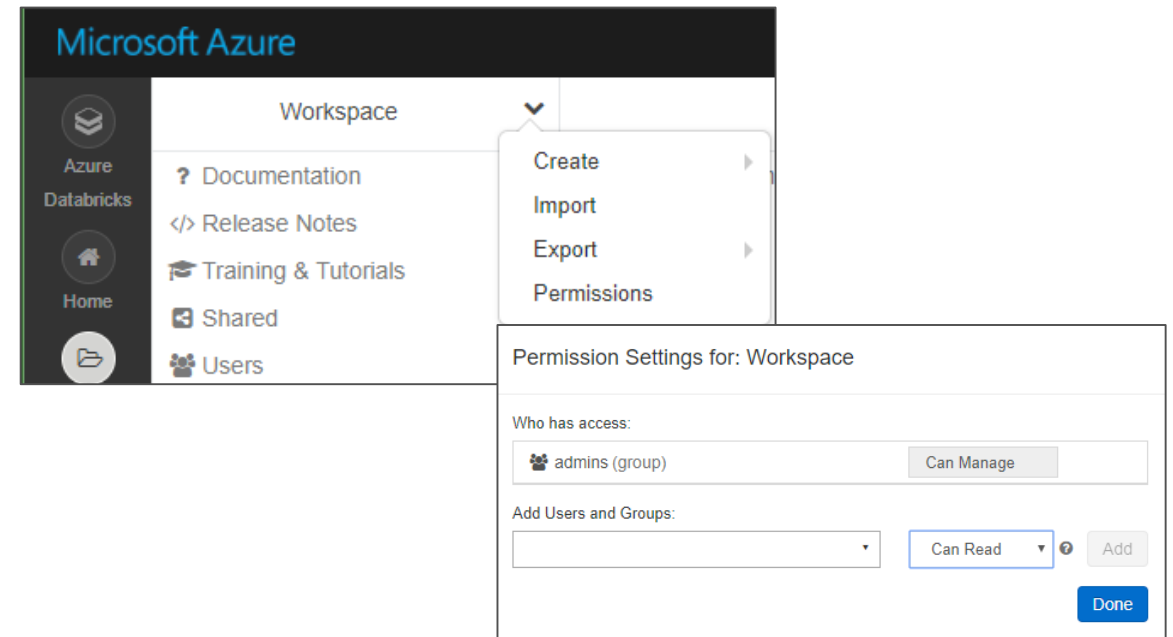 Microsoft Azure
Workspace
Azure
Databricks
Home
? Documentation
</> Release Notes
Training & Tutorials
Shared
Users
Create
Import
Export
Permissions
Permission Settings for: Workspace
Who has access:
admins (group) Can Manage
Add Users and Groups:
Can Read ? Add
Done